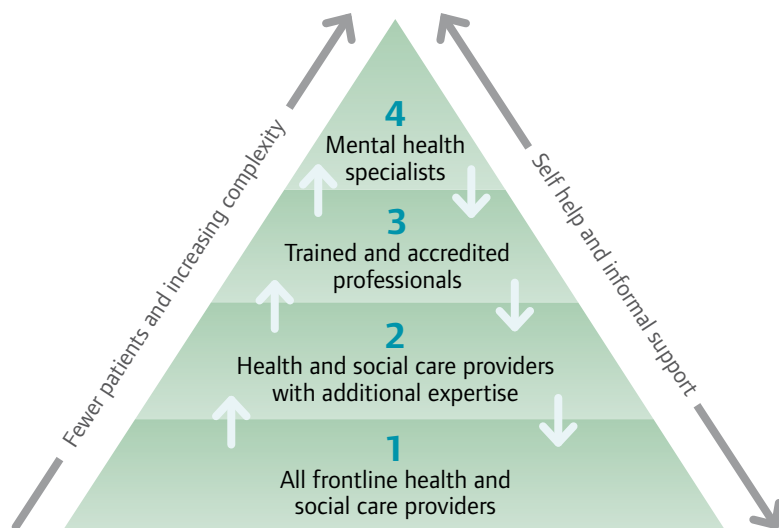 4
Mental health
specialists
3
Trained and accredited
professionals
2
Health and social care providers
with additional expertise
1
All frontline health and
social care providers
Fewer patients and increasing complexity
Self help and informal support